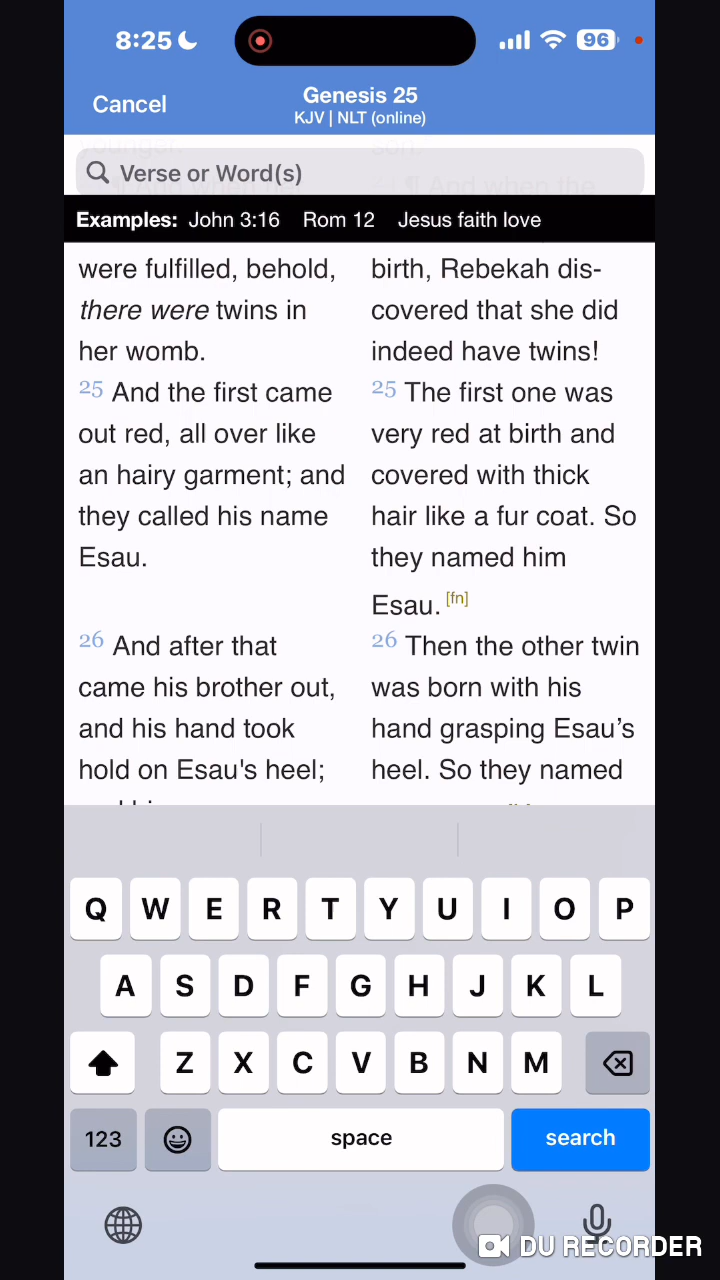 8:25
96
Cancel
Genesis 25
KJV | NLT (online)
Verse or Word(s)
Examples: John 3:16 Rom 12 Jesus faith love
were fulfilled, behold,
there were twins in
her womb.
25 And the first came
out red, all over like
an hairy garment; and
they called his name
Esau.
26 And after that
came his brother out,
and his hand took
hold on Esau's heel;
birth, Rebekah dis-
covered that she did
indeed have twins!
25 The first one was
very red at birth and
covered with thick
hair like a fur coat. So
they named him
Esau. [fn]
26 Then the other twin
was born with his
hand grasping Esau’s
heel. So they named
Q W E R T Y U I O P
A S D F G H J K L
Z X C V B N M
123 space search
DU RECORDER